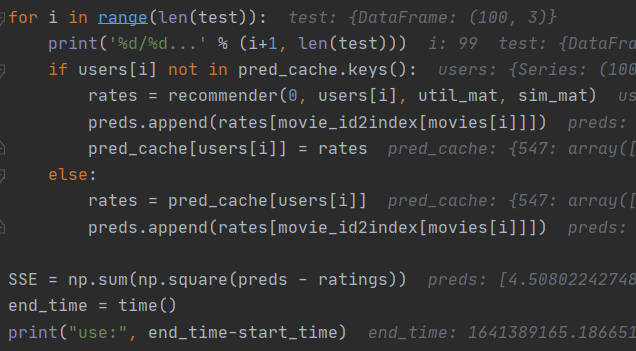 for i in range(len(test)):  test: {DataFrame: (100, 3)}
    print('%d/%d...' % (i+1, len(test)))  i: 99  test: {DataFra
    if users[i] not in pred_cache.keys():  users: {Series: (100
        rates = recommender(0, users[i], util_mat, sim_mat)  us
        preds.append(rates[movie_id2index[movies[i]]])  preds:
        pred_cache[users[i]] = rates  pred_cache: {547: array([
    else:
        rates = pred_cache[users[i]]  pred_cache: {547: array([
        preds.append(rates[movie_id2index[movies[i]]])  preds:
SSE = np.sum(np.square(preds - ratings))  preds: [4.50802242748
end_time = time()
print("use:", end_time-start_time)  end_time: 1641389165.186651